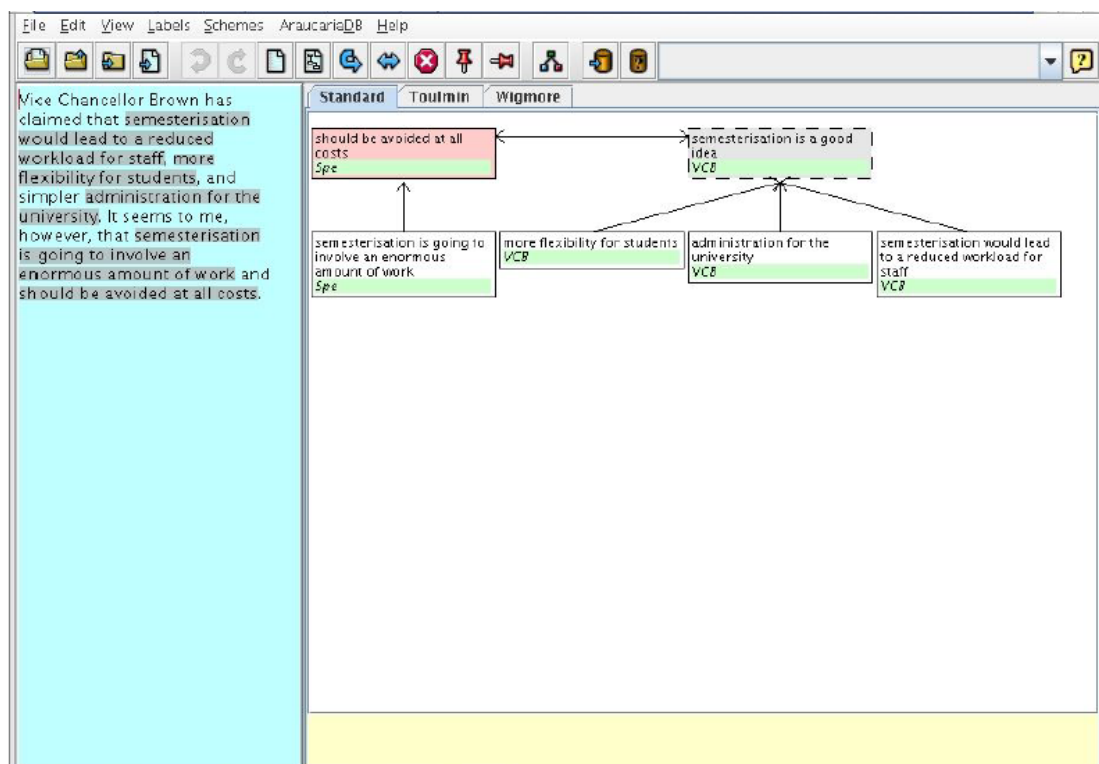 File Edit View Labels Schemes AraucariaDB Help
Vice Chancellor Brown has
claimed that semesterisation
would lead to a reduced
workload for staff, more
flexibility for students, and
simpler administration for the
university. It seems to me,
however, that semesterisation
is going to involve an
enormous amount of work and
should be avoided at all costs.
Standard Toulmin Wigmore
should be avoided at all
costs
Spe
semesterisation is a good
idea
VCB
semesterisation is going to
involve an enormous
amount of work
Spe
more flexibility for students
VCB
administration for the
university
VCB
semesterisation would lead
to a reduced workload for
staff
VCB